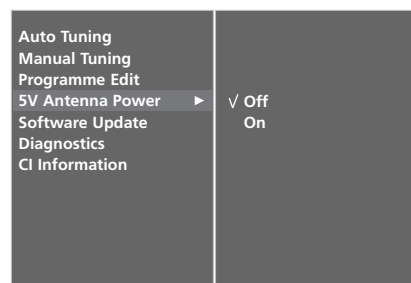 Auto Tuning
Manual Tuning
Programme Edit
5V Antenna Power ►
Software Update
Diagnostics
CI Information
√ Off
On